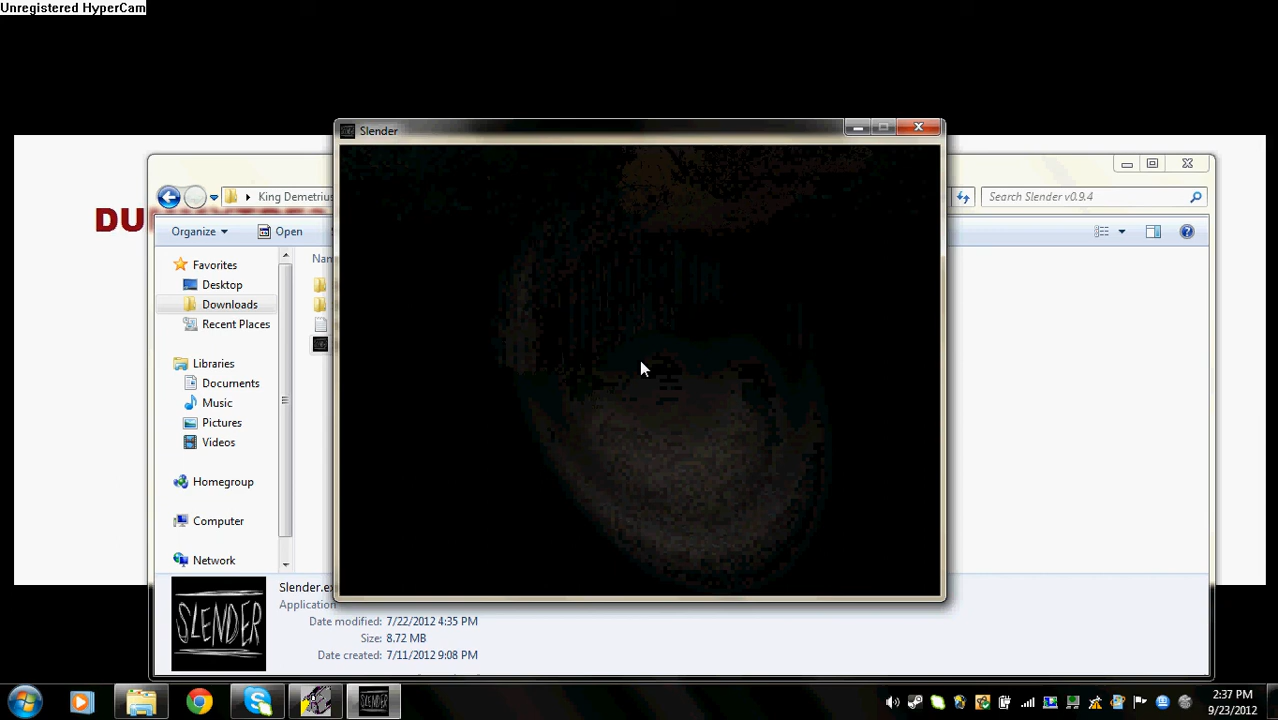 Unregistered HyperCam
Slender
King Demetrius
Search Slender v0.9.4
DU
Organize
Open
Nan
Favorites
Desktop
Downloads
Recent Places
Libraries
Documents
Music
Pictures
Videos
Homegroup
Computer
Network
SLENDER
Slender.ex
Application
Date modified: 7/22/2012 4:35 PM
Size: 8.72 MB
Date created: 7/11/2012 9:08 PM
2:37 PM
9/23/2012